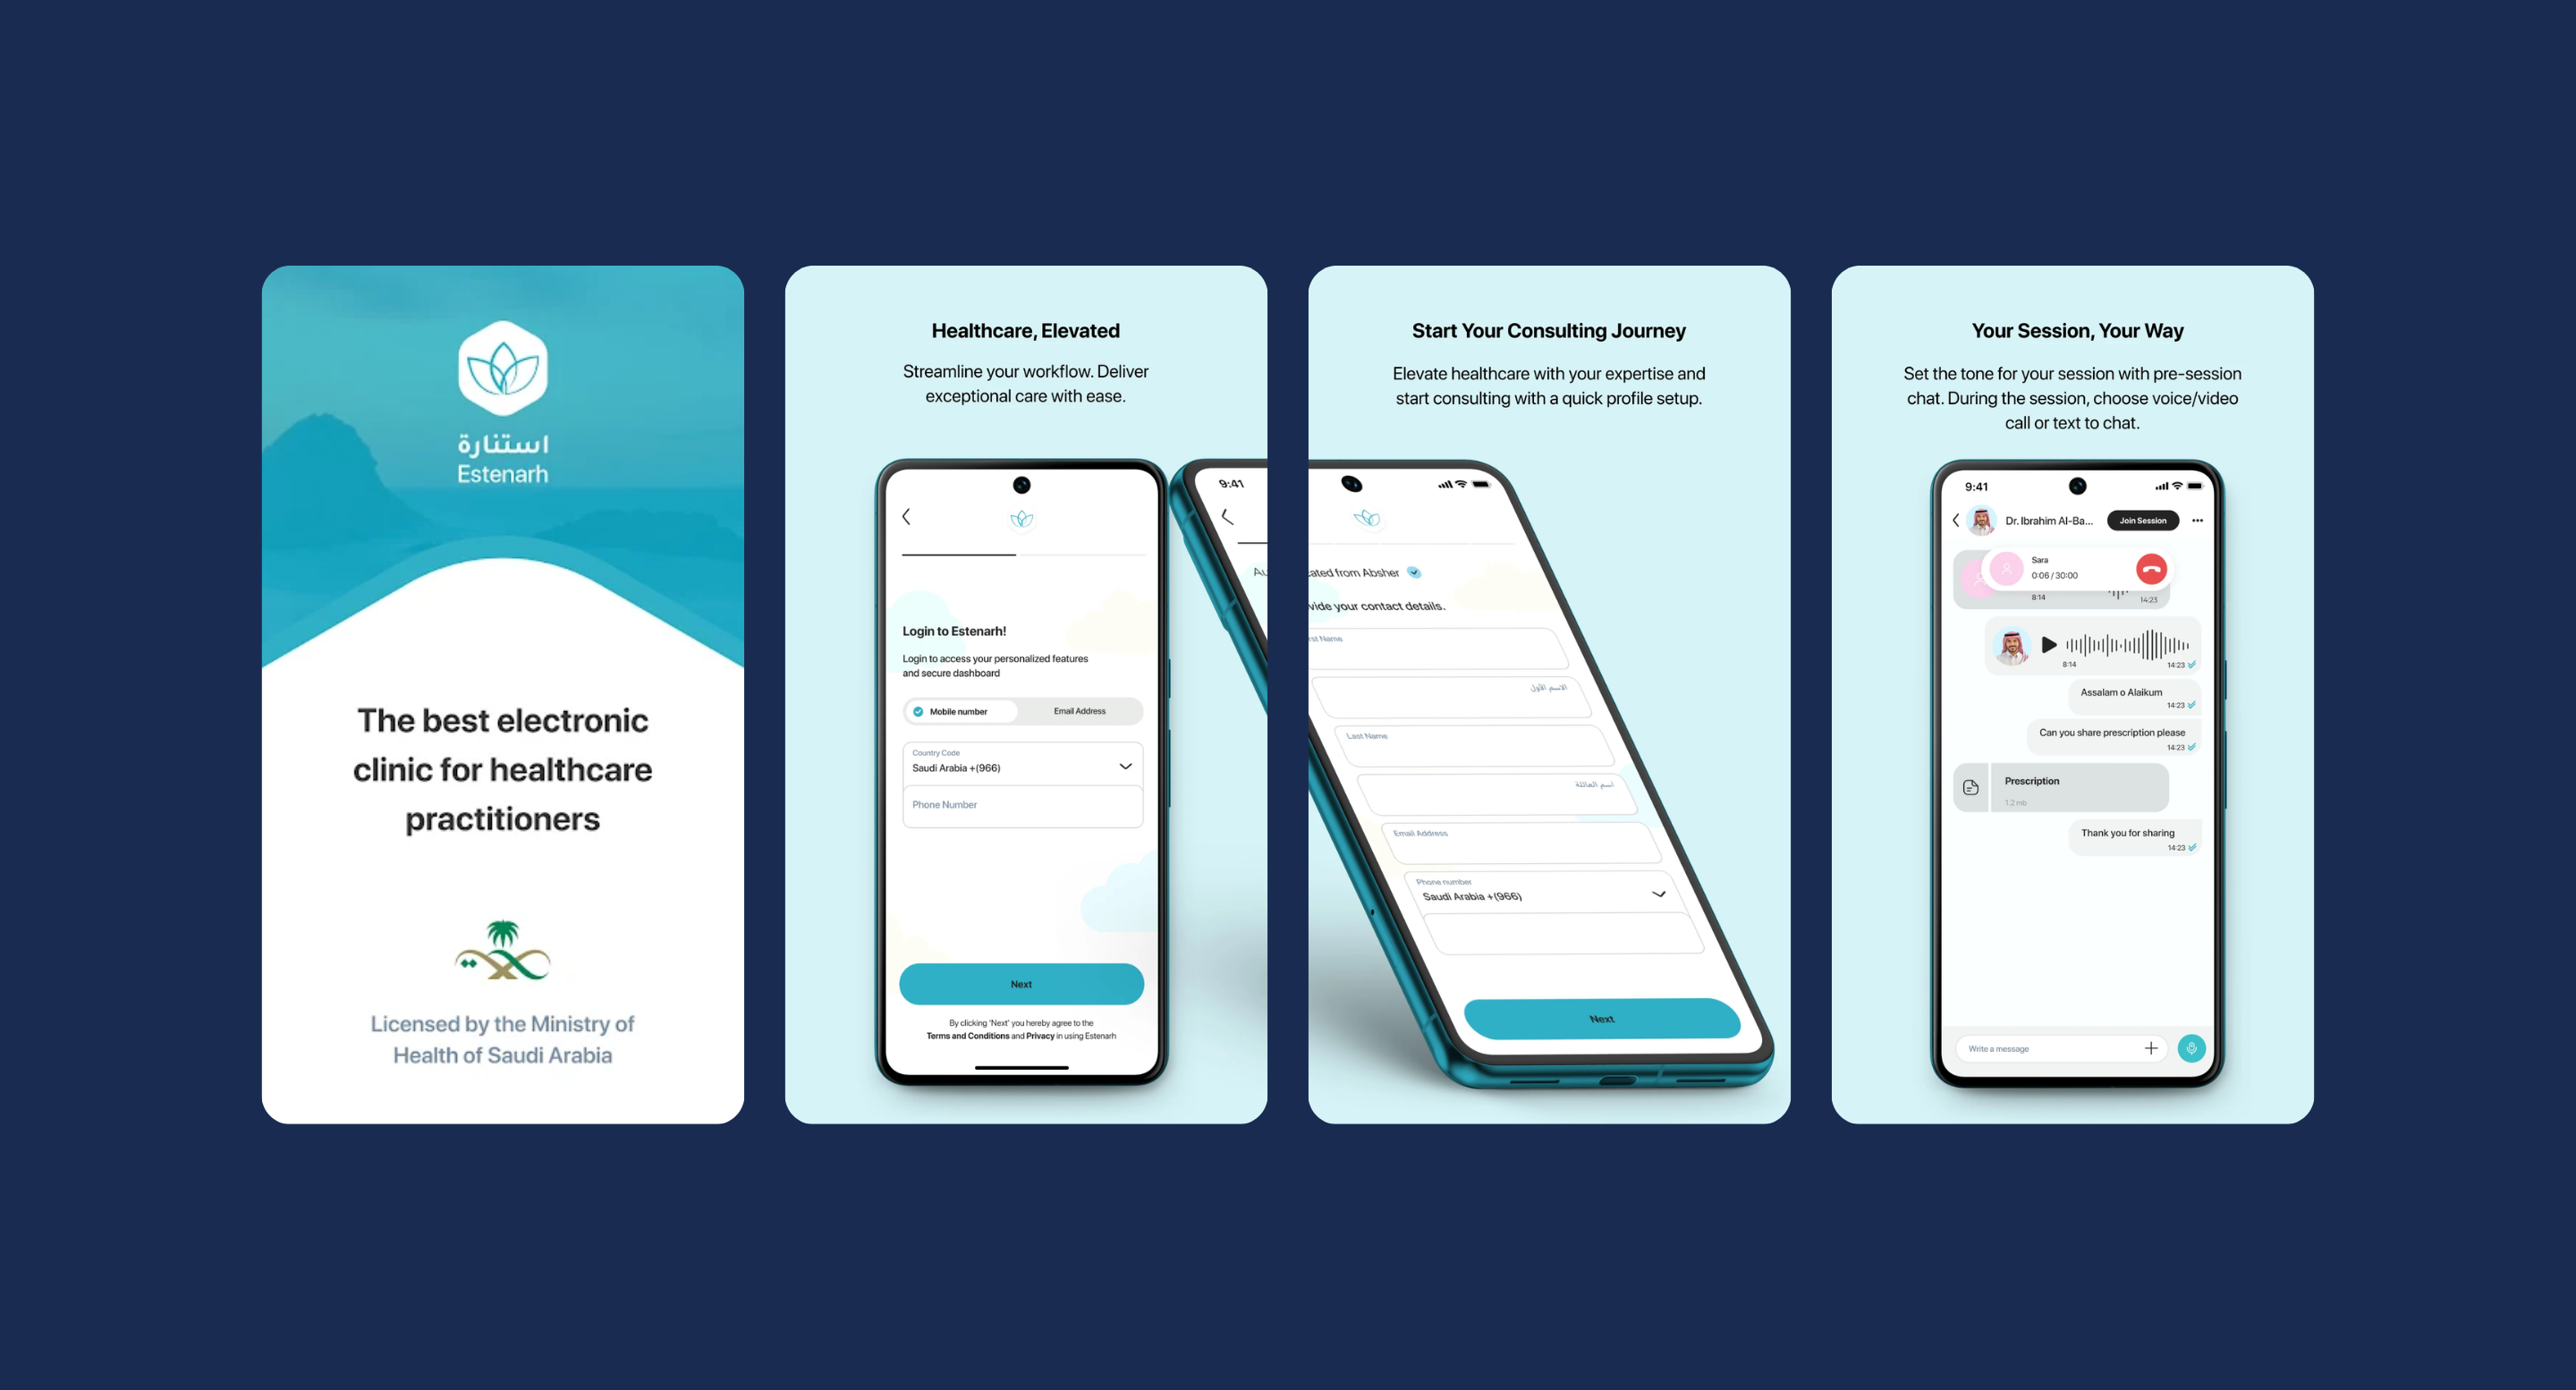 استنارة
Estenarh
The best electronic
clinic for healthcare
practitioners
Licensed by the Ministry of
Health of Saudi Arabia
Healthcare, Elevated
Streamline your workflow. Deliver
exceptional care with ease.
Login to Estenarh!
Login to access your personalized features
and secure dashboard
Mobile number
Email Address
Country Code
Saudi Arabia +(966)
Phone Number
Next
By clicking 'Next' you hereby agree to the
Terms and Conditions and Privacy in using Estenarh
9:41
Au
Start Your Consulting Journey
Elevate healthcare with your expertise and
start consulting with a quick profile setup.
ated from Absher
vide your contact details.
rst Name
الاسم الأول
Last Name
اسم العائلة
Email Address
Phone number
Saudi Arabia +(966)
Next
Your Session, Your Way
Set the tone for your session with pre-session
chat. During the session, choose voice/video
call or text to chat.
9:41
Dr. Ibrahim Al-Ba...
Join Session
Sara
0:06 / 30:00
8:14
14:23
8:14
14:23
Assalam o Alaikum
14:23
Can you share prescription please
14:23
Prescription
1.2 mb
Thank you for sharing
14:23
Write a message